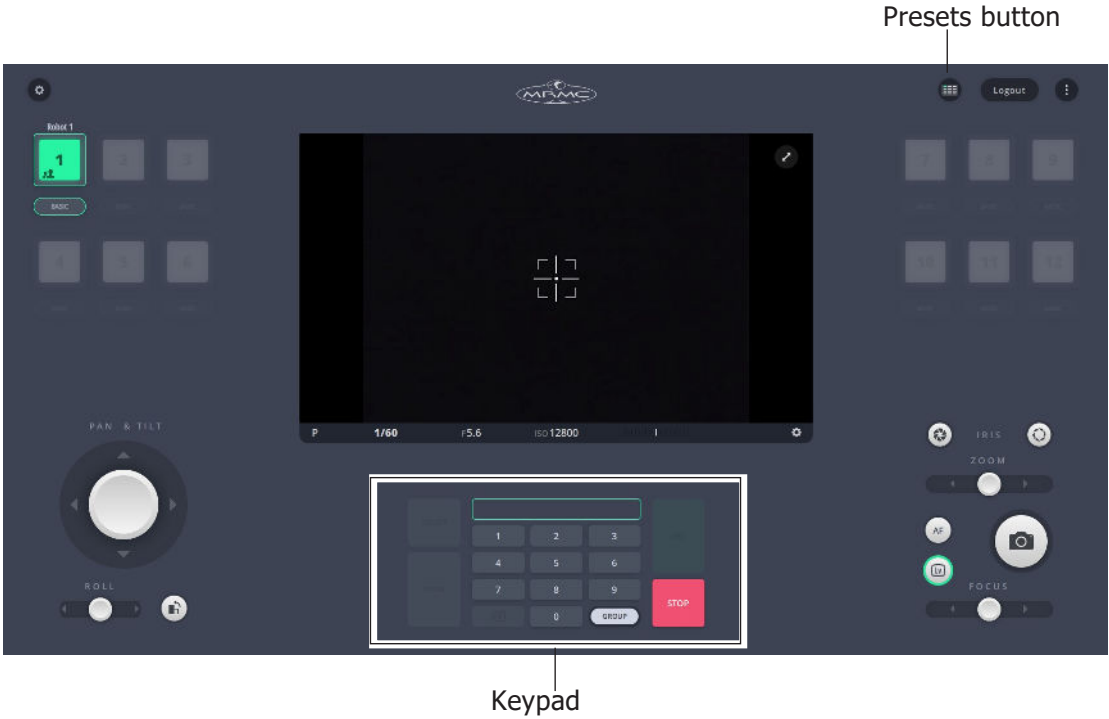 Presets button
MRMC
Logout
Robot 1
1 2 3
7 8 9
BASIC
4 5 6
10 11 12
P 1/60 F5.6 ISO 12800
PAN & TILT
IRIS
ZOOM
1 2 3
4 5 6
AF
7 8 9
STOP
0 GROUP
Lv
ROLL
FOCUS
Keypad